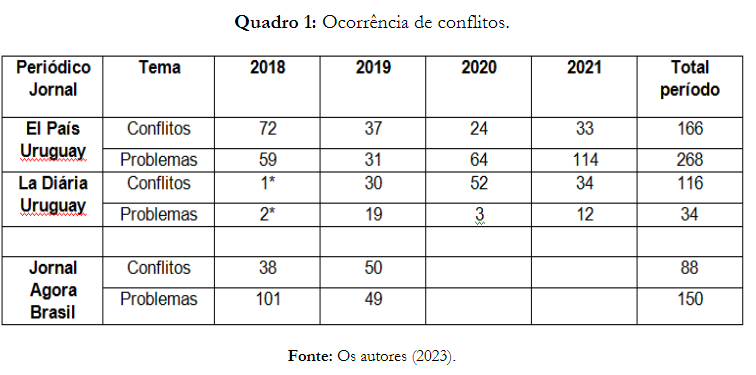 Quadro 1: Ocorrência de conflitos.
Periódico Jornal Tema 2018 2019 2020 2021 Total período
El País Uruguay Conflitos 72 37 24 33 166
Problemas 59 31 64 114 268
La Diária Uruguay Conflitos 1* 30 52 34 116
Problemas 2* 19 3 12 34
Jornal Agora Brasil Conflitos 38 50 88
Problemas 101 49 150
Fonte: Os autores (2023).